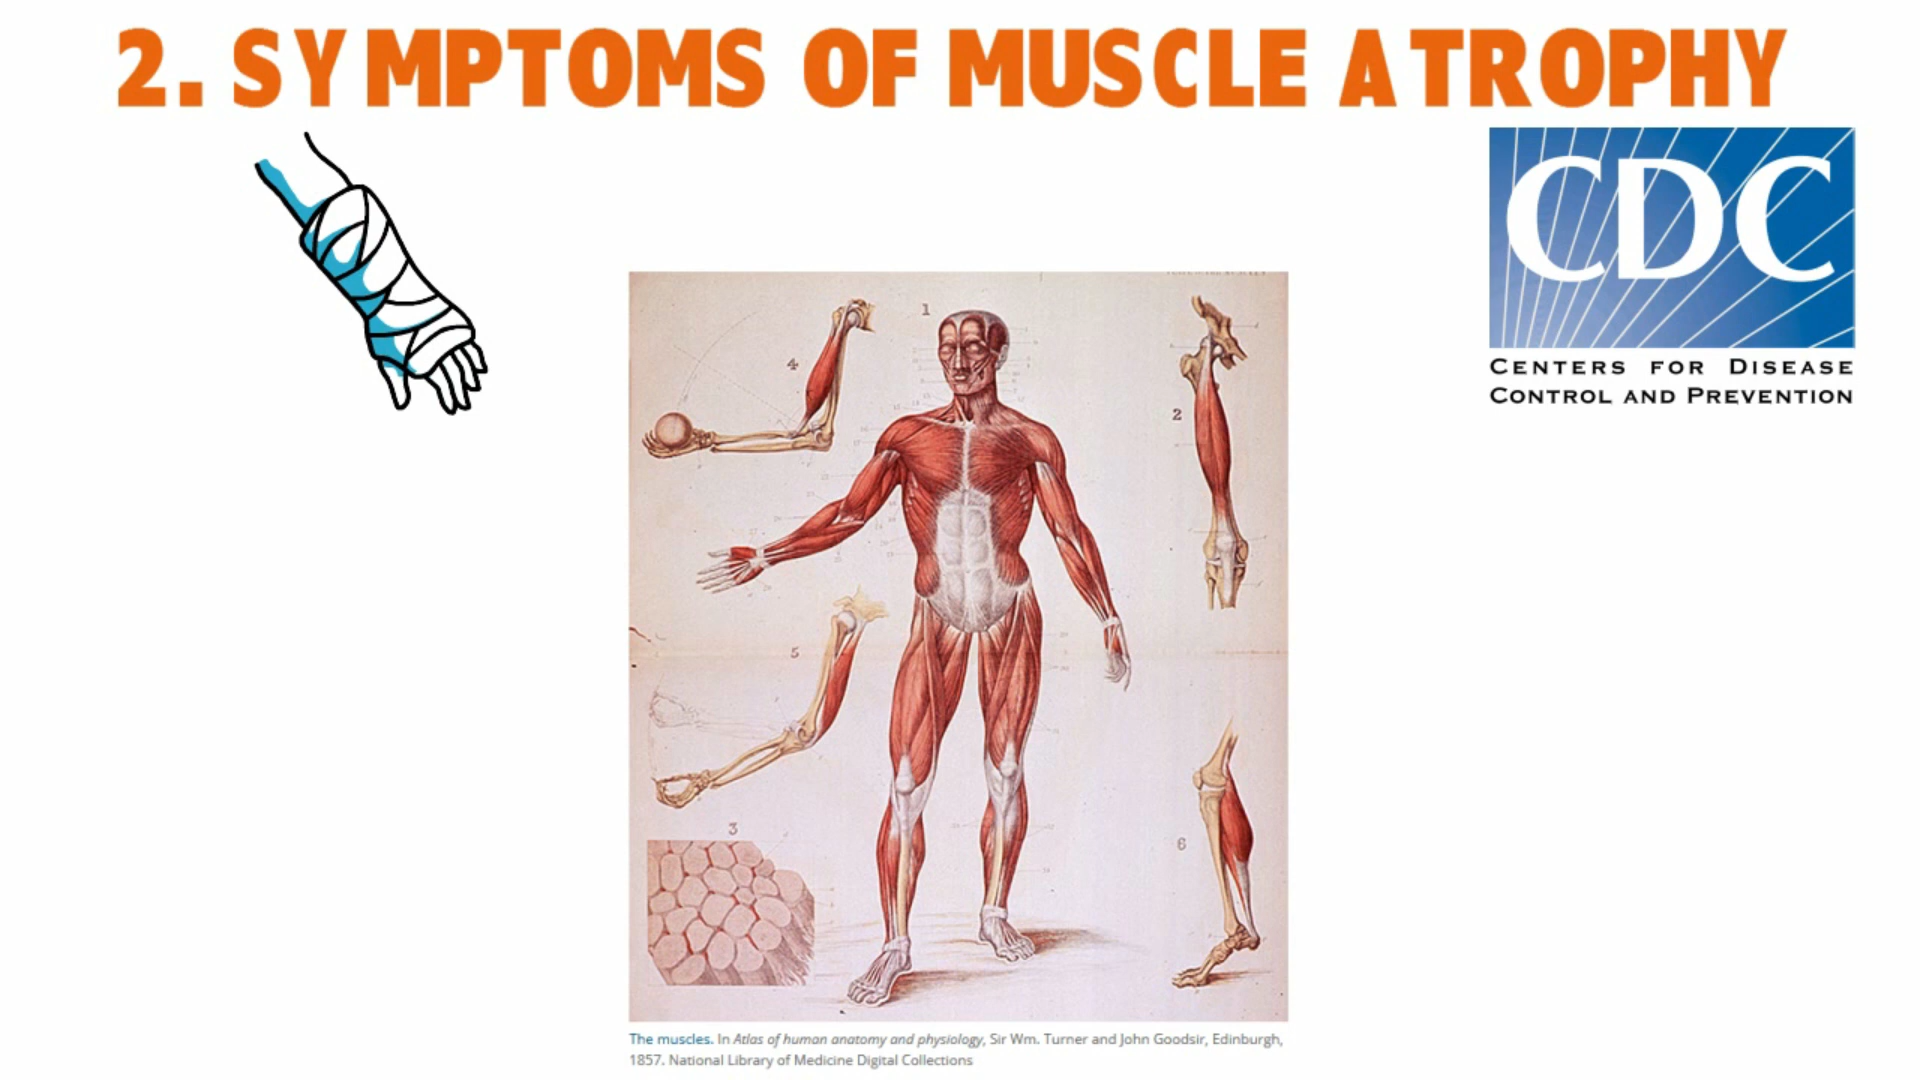 2. SYMPTOMS OF MUSCLE ATROPHY
CDC
CENTERS FOR DISEASE
CONTROL AND PREVENTION
1
4
2
5
3
6
The muscles. In Atlas of human anatomy and physiology, Sir Wm. Turner and John Goodsir, Edinburgh,
1857. National Library of Medicine Digital Collections